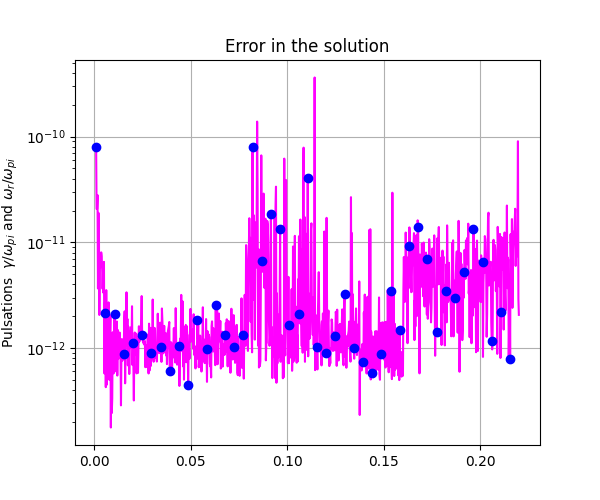 Error in the solution
Pulsations γ/ω_pi and ω_r/ω_pi
10⁻¹⁰
10⁻¹¹
10⁻¹²
0.00 0.05 0.10 0.15 0.20